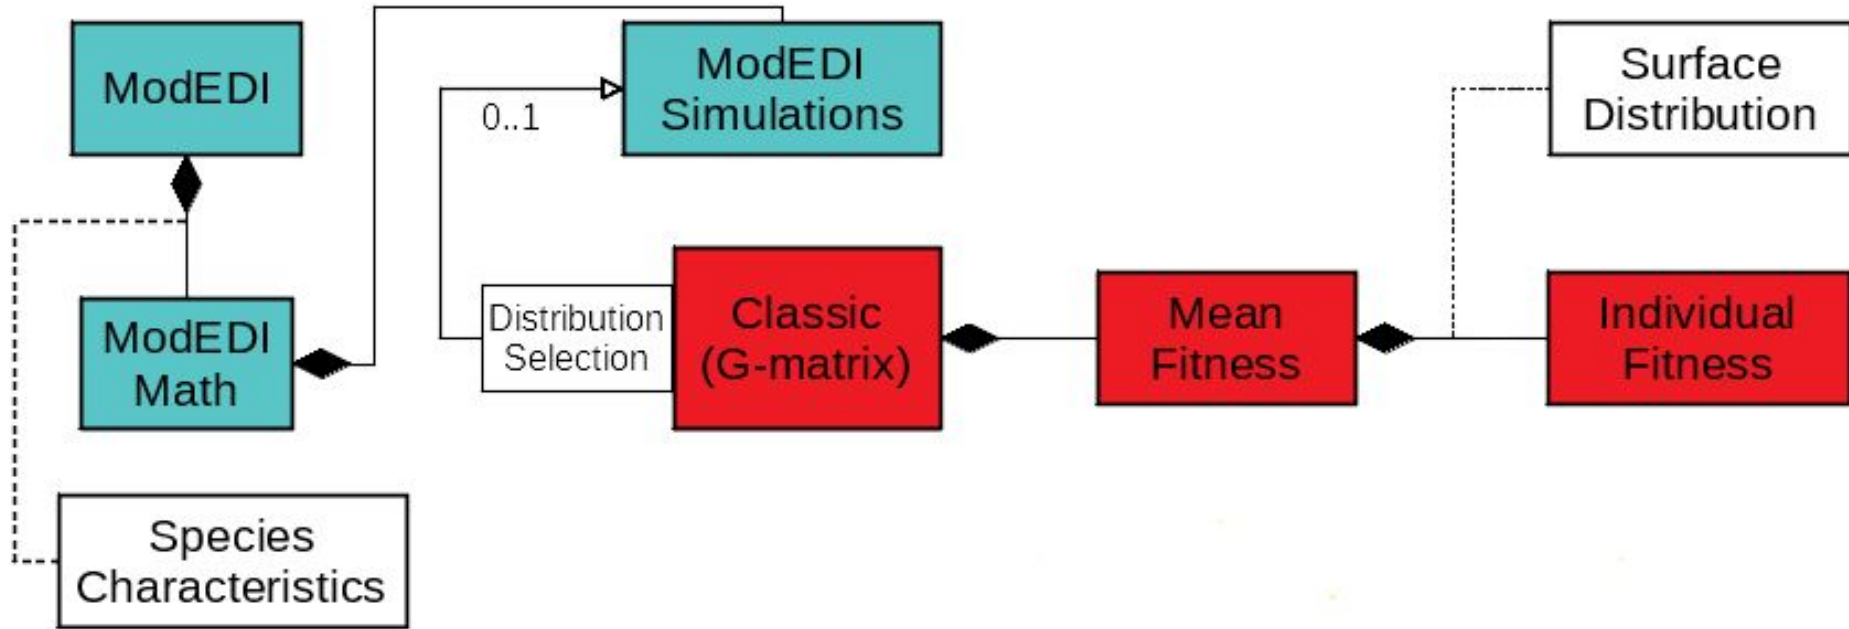 ModEDI
ModEDI
Simulations
Surface
Distribution
0..1
ModEDI
Math
Distribution
Selection
Classic
(G-matrix)
Mean
Fitness
Individual
Fitness
Species
Characteristics